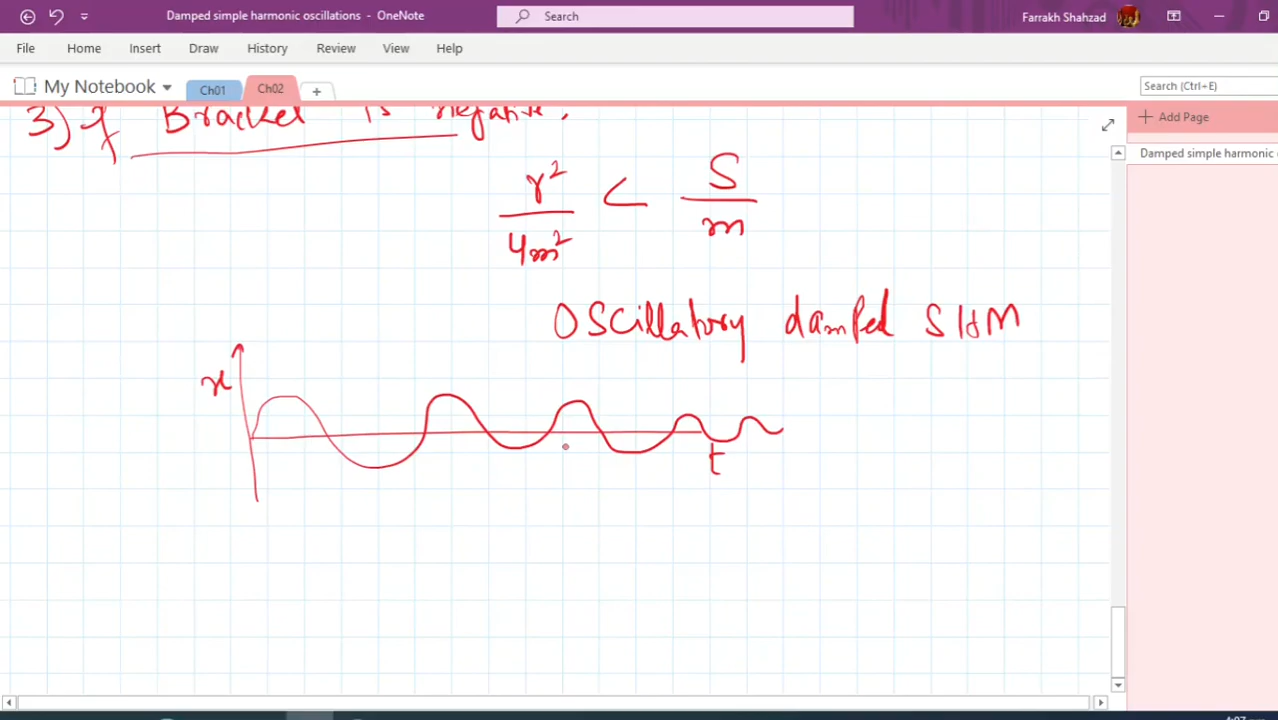 Damped simple harmonic oscillations - OneNote
Search
Farrakh Shahzad
File Home Insert Draw History Review View Help
My Notebook
Ch01
Ch02
Search (Ctrl+E)
Add Page
Damped simple harmonic
3) If Bracket is negative.
r²/4m² < S/m
Oscillatory damped SHM
x
t